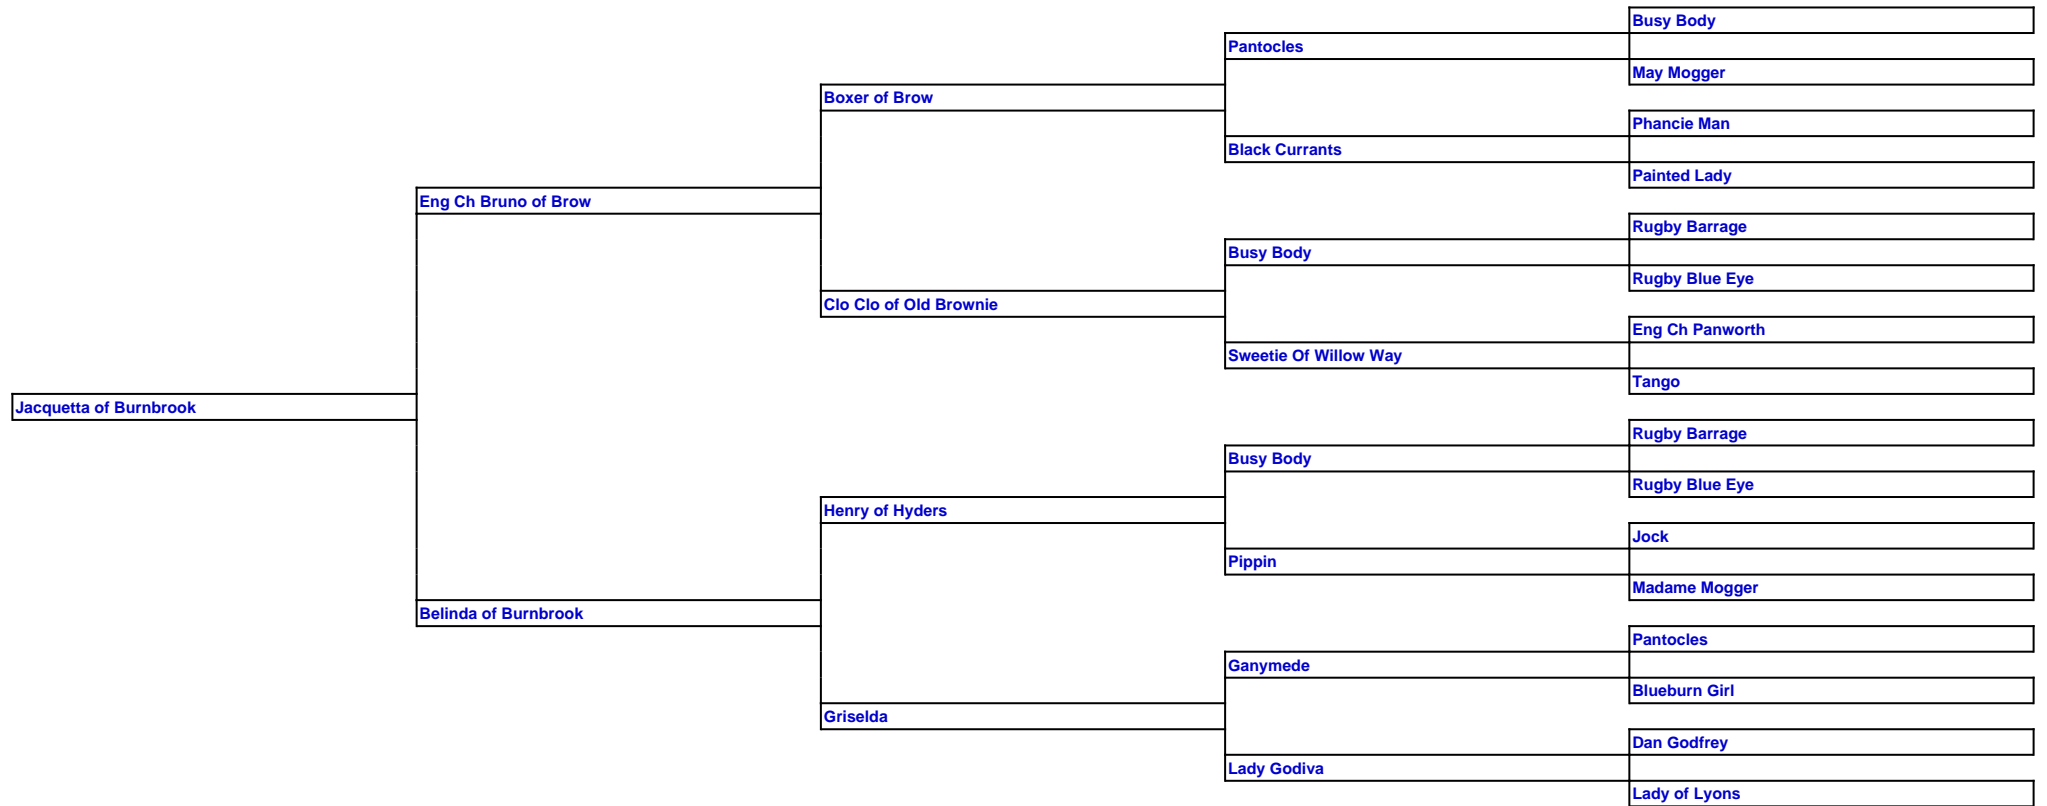 Busy Body
Pantocles
May Mogger
Boxer of Brow
Phancie Man
Black Currants
Painted Lady
Eng Ch Bruno of Brow
Rugby Barrage
Busy Body
Rugby Blue Eye
Clo Clo of Old Brownie
Eng Ch Panworth
Sweetie Of Willow Way
Tango
Jacquetta of Burnbrook
Rugby Barrage
Busy Body
Rugby Blue Eye
Henry of Hyders
Jock
Pippin
Madame Mogger
Belinda of Burnbrook
Pantocles
Ganymede
Blueburn Girl
Griselda
Dan Godfrey
Lady Godiva
Lady of Lyons